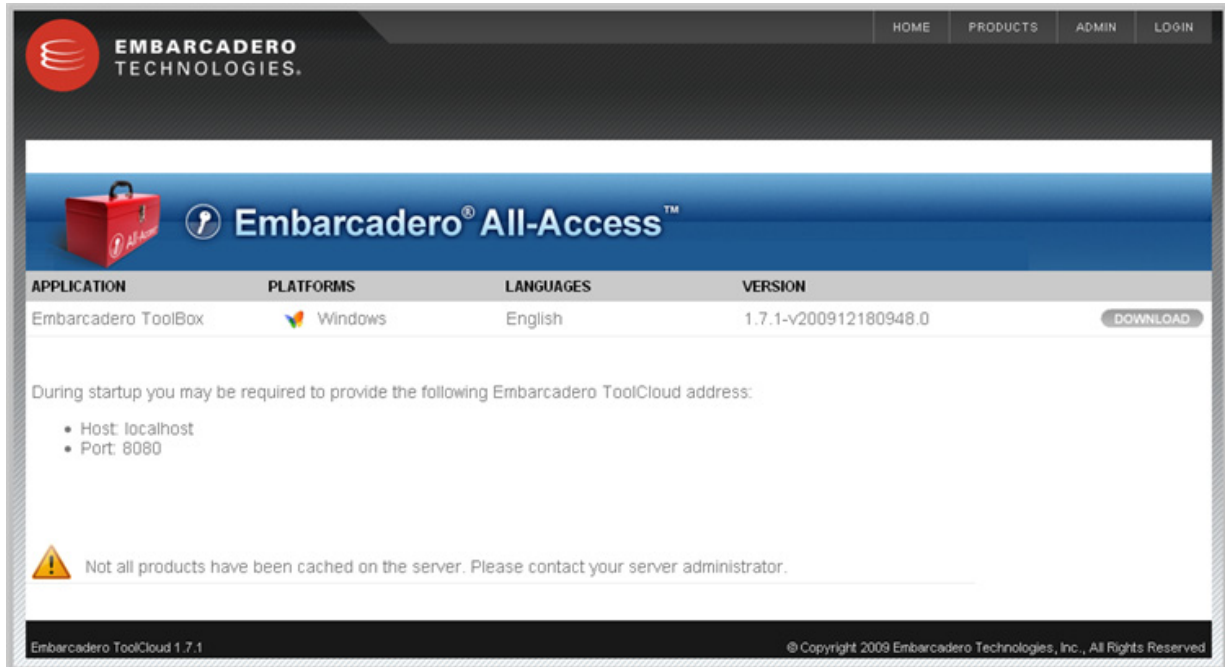 EMBARCADERO
TECHNOLOGIES.
HOME PRODUCTS ADMIN LOGIN
All-Access
Embarcadero® All-Access™
APPLICATION PLATFORMS LANGUAGES VERSION
Embarcadero ToolBox Windows English 1.7.1-v200912180948.0 DOWNLOAD
During startup you may be required to provide the following Embarcadero ToolCloud address:
• Host: localhost
• Port: 8080
Not all products have been cached on the server. Please contact your server administrator.
Embarcadero ToolCloud 1.7.1
© Copyright 2009 Embarcadero Technologies, Inc., All Rights Reserved